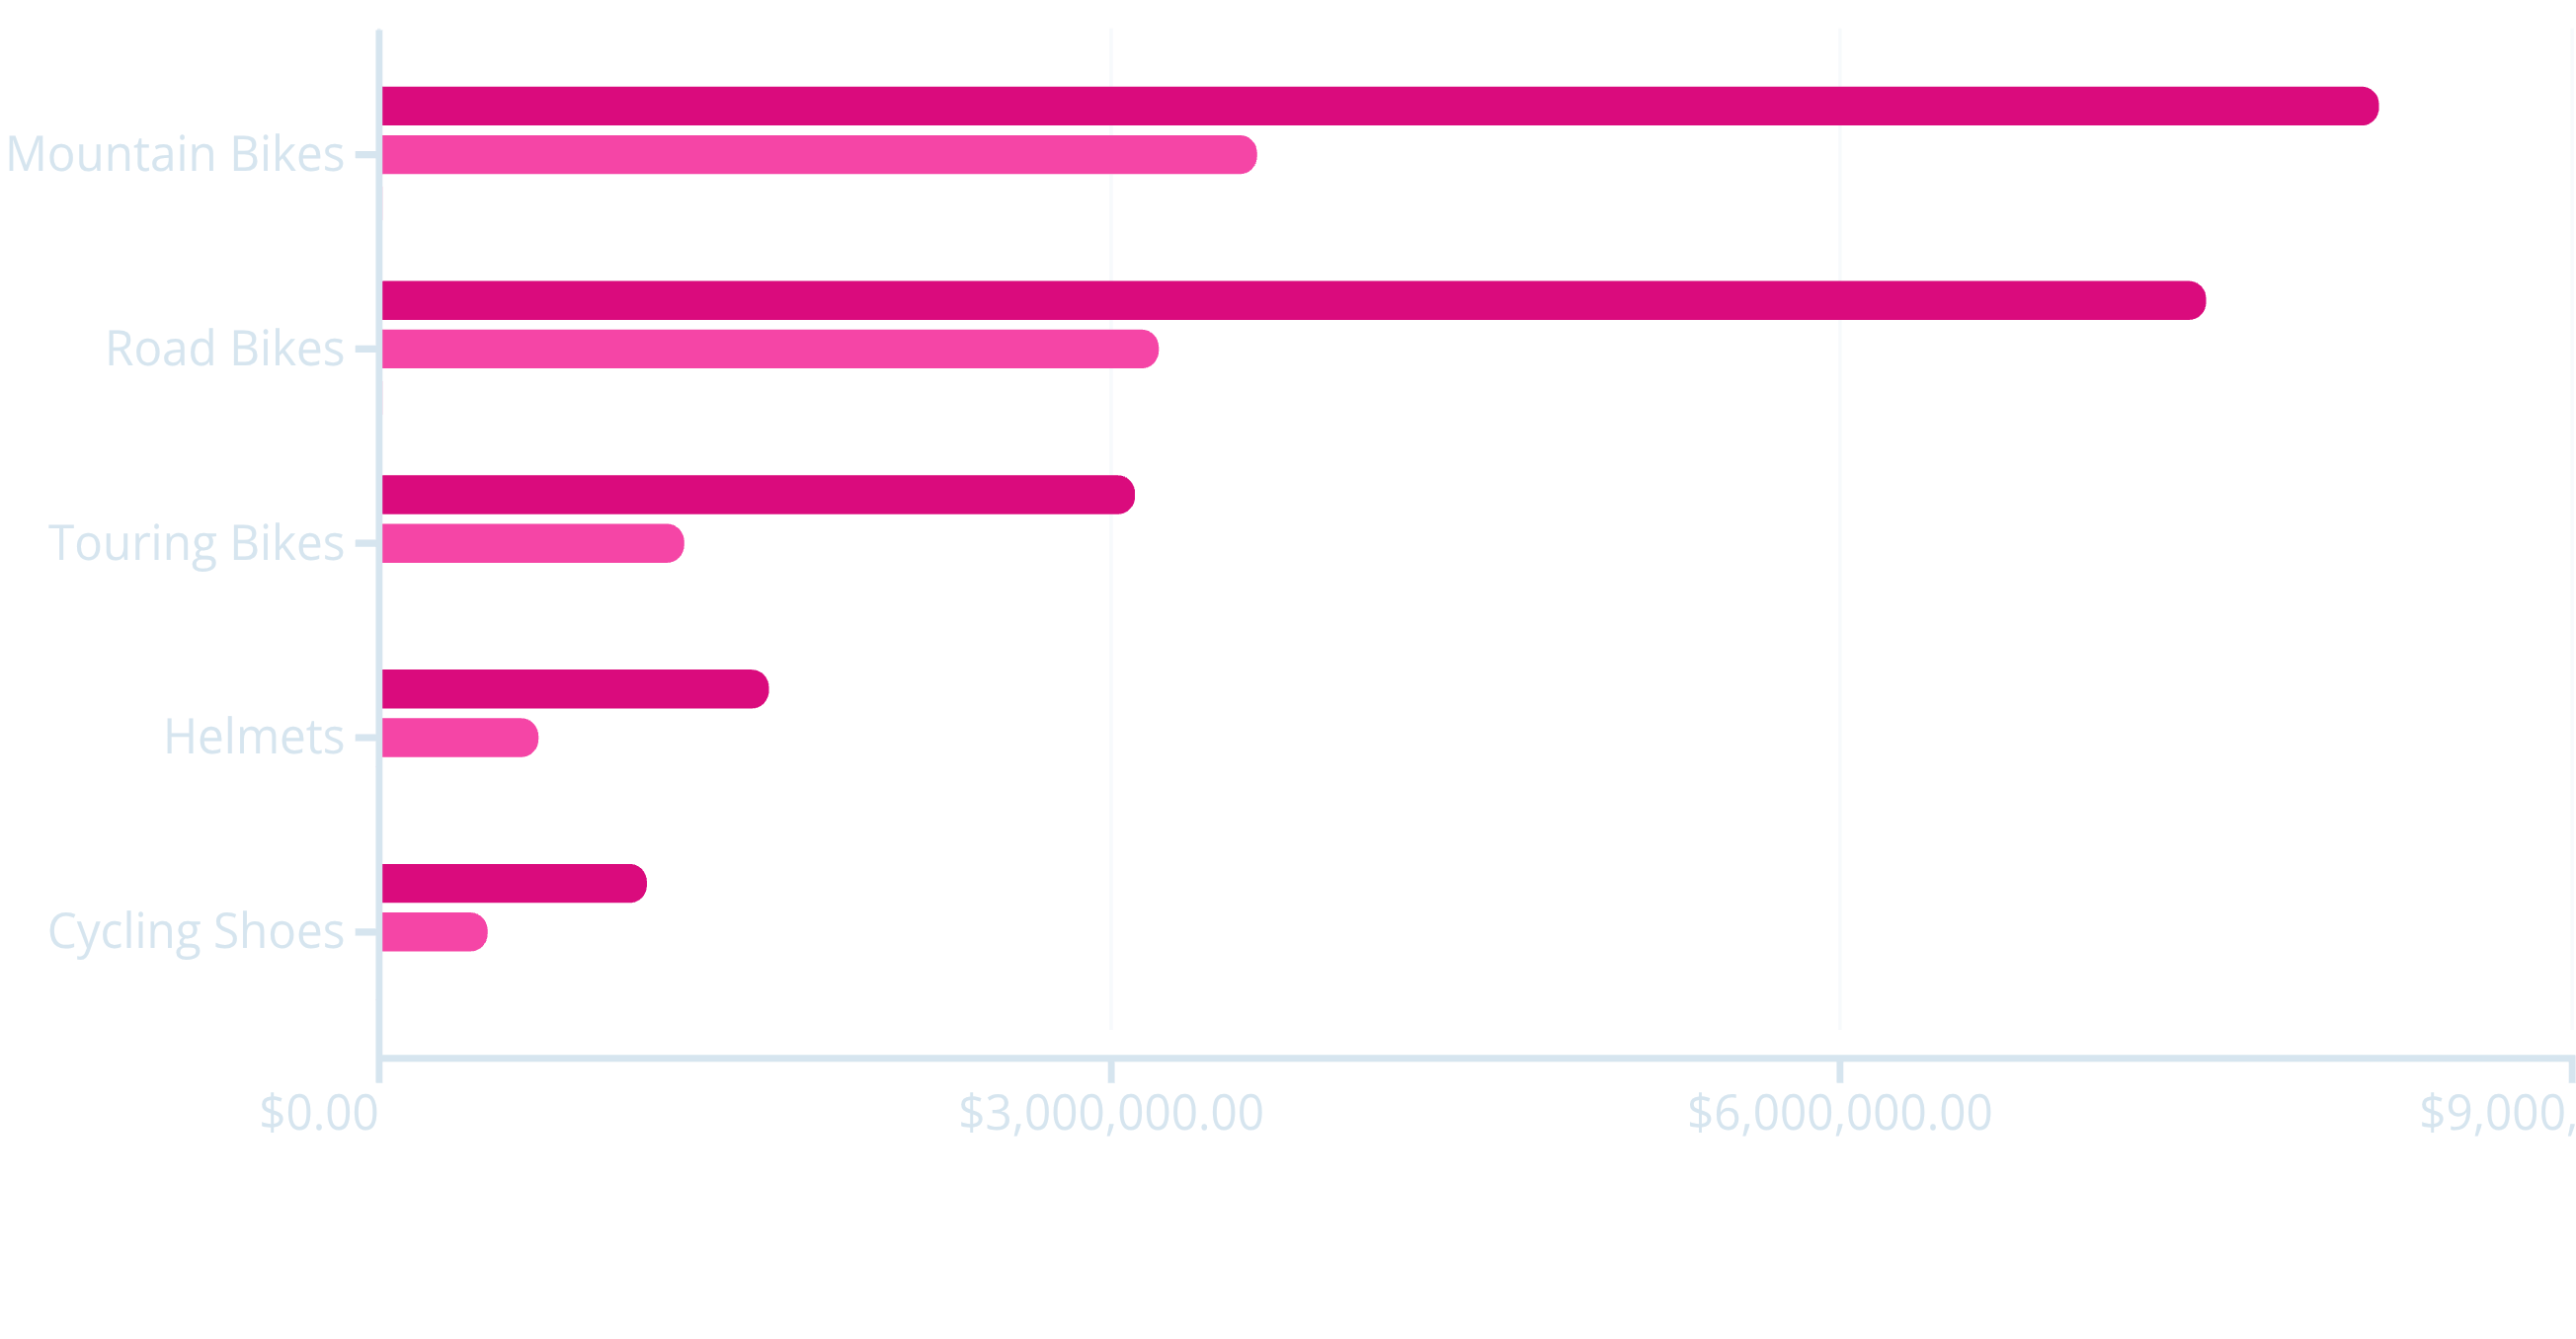 Mountain Bikes
Road Bikes
Touring Bikes
Helmets
Cycling Shoes
$0.00 $3,000,000.00 $6,000,000.00 $9,000,